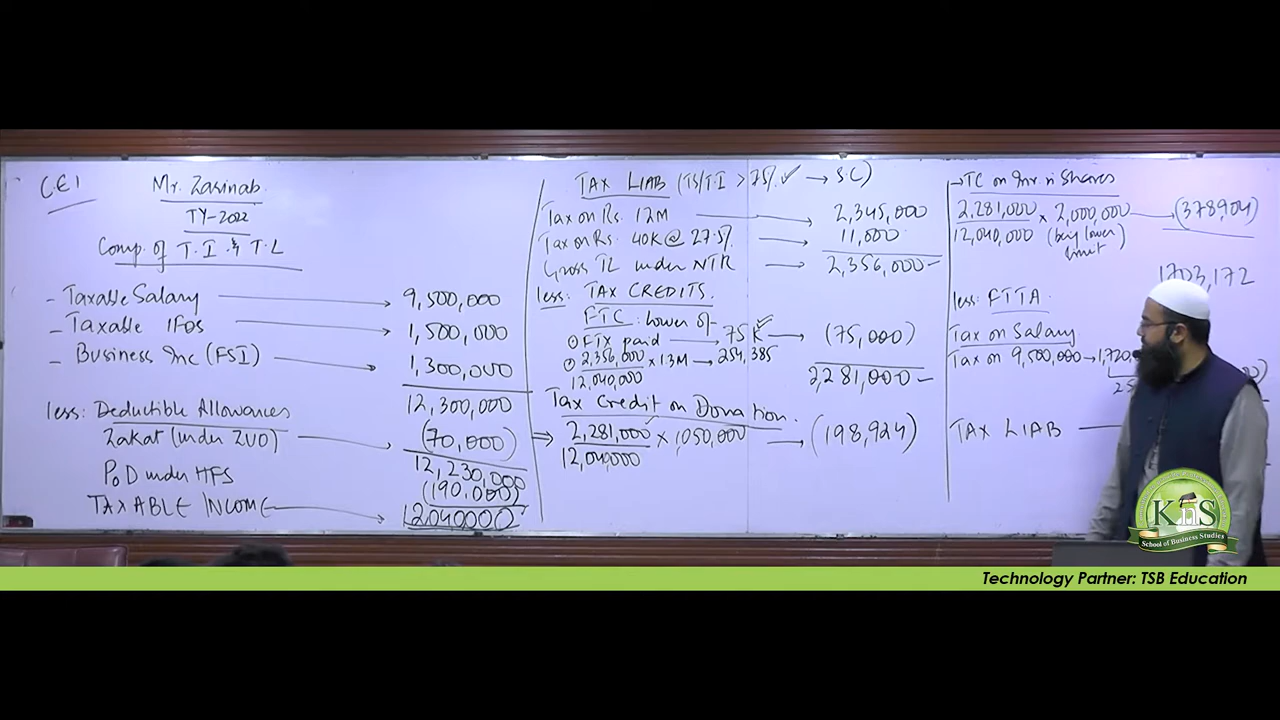 C.E1
Mr. Zarinab.
TY-2022
Comp. of T.I & T.L
- Taxable Salary → 9,500,000
- Taxable IFOS → 1,500,000
- Business Inc (FSI) → 1,300,000
12,300,000
less: Deductible Allowances
Zakat (under ZUO) → (70,000)
12,230,000
PoD under HFS (190,000)
TAXABLE INCOME → 12040000
TAX LIAB (TS/T.I > 75% ✓ → S.C)
Tax on Rs. 12M → 2,345,000
Tax on Rs. 40K @ 27.5% → 11,000
Gross TL under NTR → 2,356,000
less: TAX CREDITS.
FTC: lower of
① FTX paid → 75K ✓ → (75,000)
② 2,356,000 × 1.3M → 254,385
12,040,000
2,281,000
Tax Credit on Donation.
⇒ 2,281,000 × 1,050,000 → (198,924)
12,040,000
→ TC on Inv in Shares
2,281,000 × 2,000,000 → (378,904)
12,040,000 (being lower)
limit
1703,172
less: FTTA.
Tax on Salary
Tax on 9,500,000 → 1,720,
TAX LIAB
KnS
School of Business Studies
Technology Partner: TSB Education